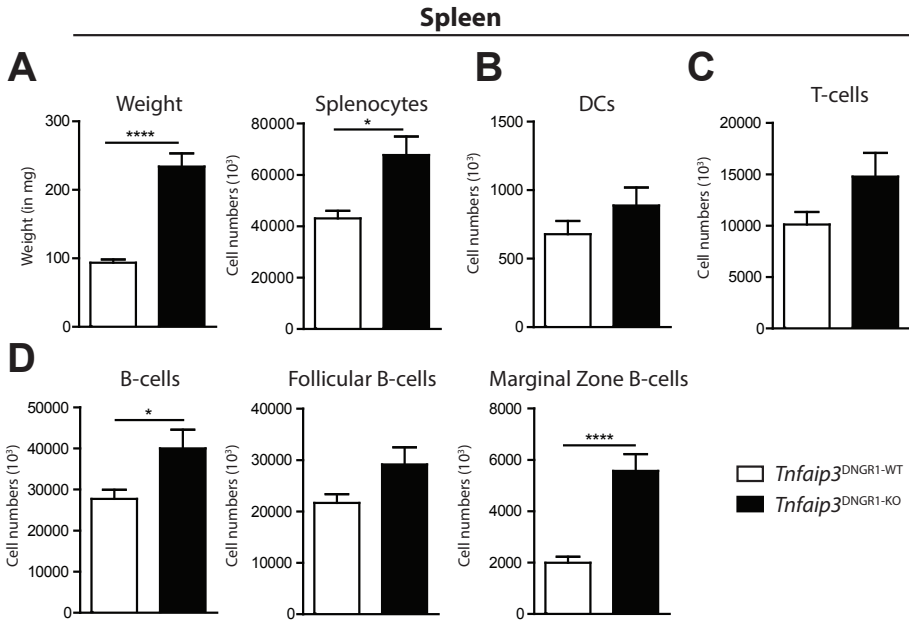 Spleen
A
Weight
Weight (in mg)
300
200
100
0
****
Splenocytes
Cell numbers (10³)
80000
60000
40000
20000
0
*
B
DCs
Cell numbers (10³)
1500
1000
500
0
C
T-cells
Cell numbers (10³)
20000
15000
10000
5000
0
D
B-cells
Cell numbers (10³)
50000
40000
30000
20000
10000
0
*
Follicular B-cells
Cell numbers (10³)
40000
30000
20000
10000
0
Marginal Zone B-cells
Cell numbers (10³)
8000
6000
4000
2000
0
****
Tnfaip3ᴰᴺᴳᴿ¹⁻ᵂᵀ
Tnfaip3ᴰᴺᴳᴿ¹⁻ᴷᴼ